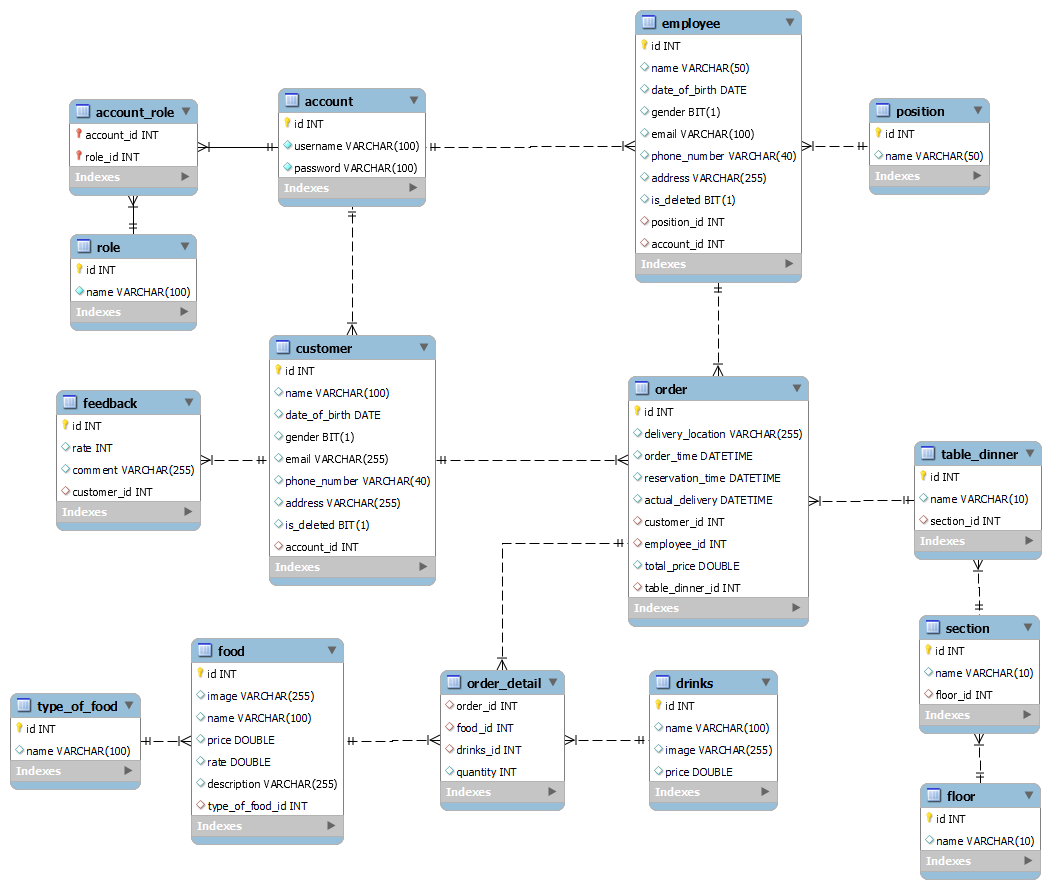 employee
id INT
name VARCHAR(50)
date_of_birth DATE
gender BIT(1)
email VARCHAR(100)
phone_number VARCHAR(40)
address VARCHAR(255)
is_deleted BIT(1)
position_id INT
account_id INT
Indexes
account_role
account_id INT
role_id INT
Indexes
account
id INT
username VARCHAR(100)
password VARCHAR(100)
Indexes
position
id INT
name VARCHAR(50)
Indexes
role
id INT
name VARCHAR(100)
Indexes
customer
id INT
name VARCHAR(100)
date_of_birth DATE
gender BIT(1)
email VARCHAR(255)
phone_number VARCHAR(40)
address VARCHAR(255)
is_deleted BIT(1)
account_id INT
Indexes
feedback
id INT
rate INT
comment VARCHAR(255)
customer_id INT
Indexes
order
id INT
delivery_location VARCHAR(255)
order_time DATETIME
reservation_time DATETIME
actual_delivery DATETIME
customer_id INT
employee_id INT
total_price DOUBLE
table_dinner_id INT
Indexes
table_dinner
id INT
name VARCHAR(10)
section_id INT
Indexes
section
id INT
name VARCHAR(10)
floor_id INT
Indexes
type_of_food
id INT
name VARCHAR(100)
Indexes
food
id INT
image VARCHAR(255)
name VARCHAR(100)
price DOUBLE
rate DOUBLE
description VARCHAR(255)
type_of_food_id INT
Indexes
order_detail
order_id INT
food_id INT
drinks_id INT
quantity INT
Indexes
drinks
id INT
name VARCHAR(100)
image VARCHAR(255)
price DOUBLE
Indexes
floor
id INT
name VARCHAR(10)
Indexes